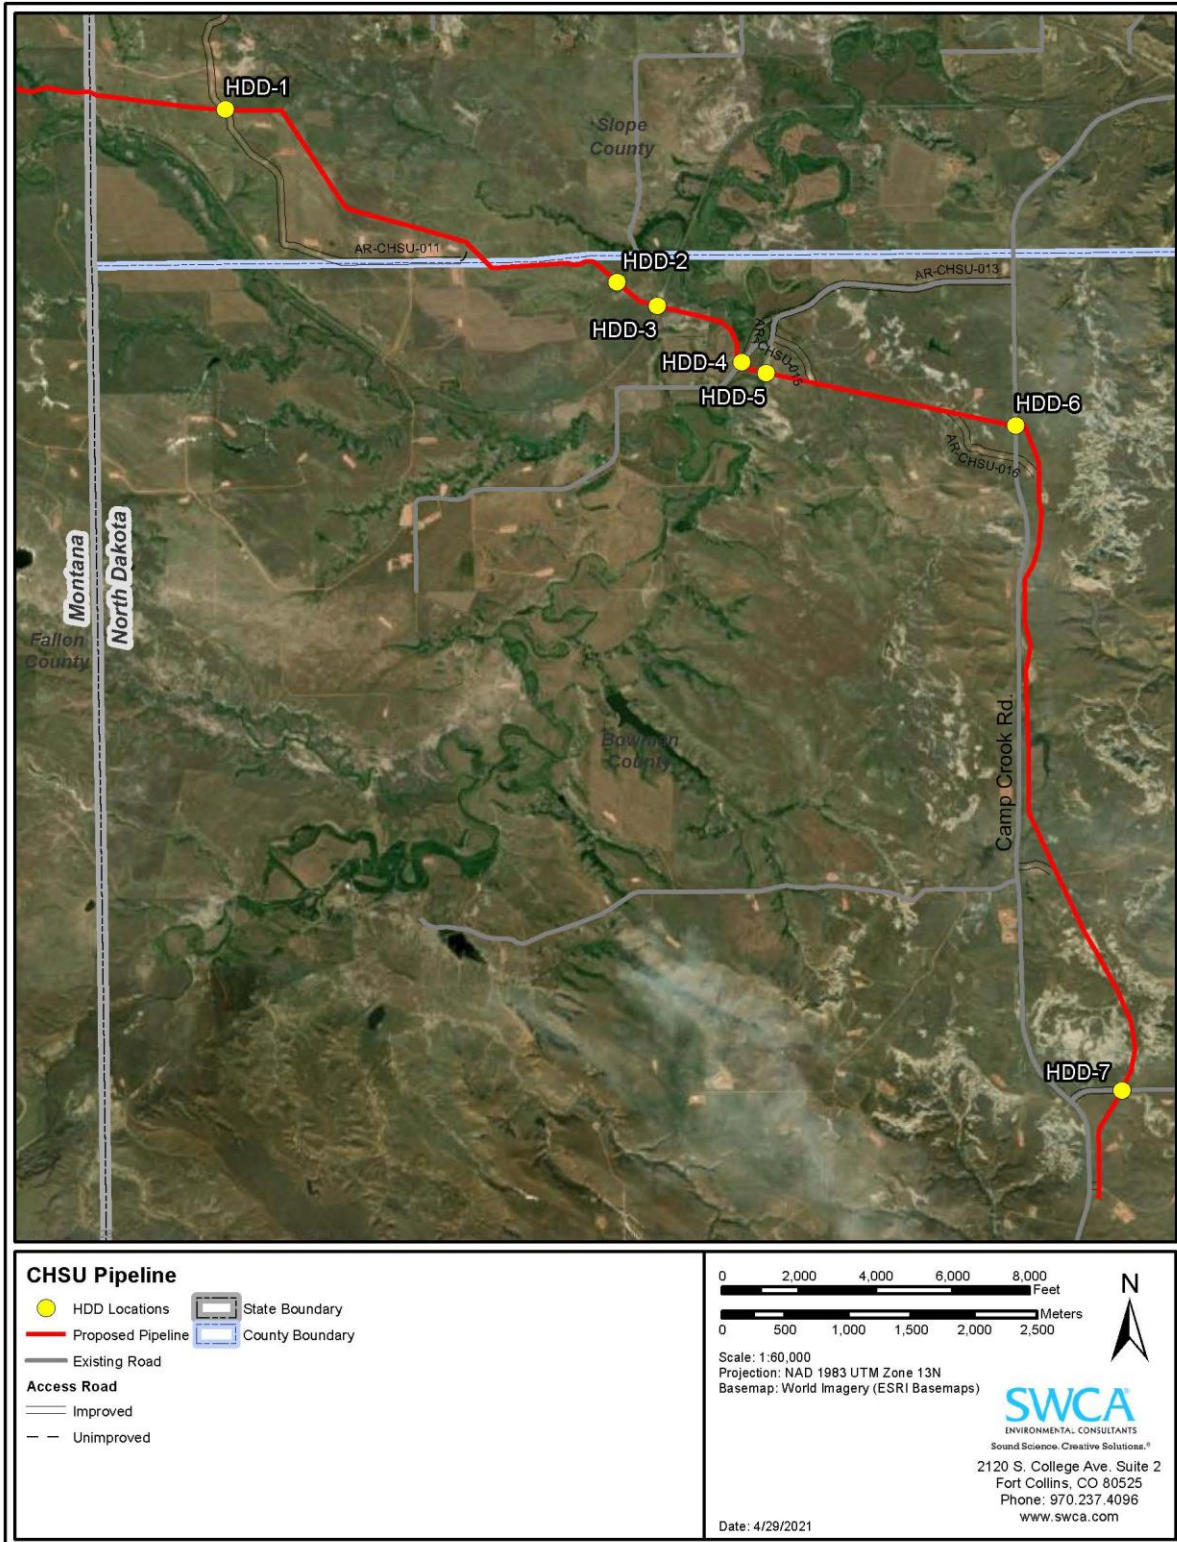 HDD-1
Slope
County
AR-CHSU-011
HDD-2
AR-CHSU-013
HDD-3
AR-CHSU-015
HDD-4
HDD-5
HDD-6
AR-CHSU-016
Montana
North Dakota
Fallon
County
Bowman
County
Camp Crook Rd.
HDD-7
CHSU Pipeline
HDD Locations
State Boundary
Proposed Pipeline
County Boundary
Existing Road
Access Road
Improved
Unimproved
0 2,000 4,000 6,000 8,000
Feet
Meters
0 500 1,000 1,500 2,000 2,500
N
Scale: 1:60,000
Projection: NAD 1983 UTM Zone 13N
Basemap: World Imagery (ESRI Basemaps)
SWCA
ENVIRONMENTAL CONSULTANTS
Sound Science. Creative Solutions.®
2120 S. College Ave. Suite 2
Fort Collins, CO 80525
Phone: 970.237.4096
www.swca.com
Date: 4/29/2021